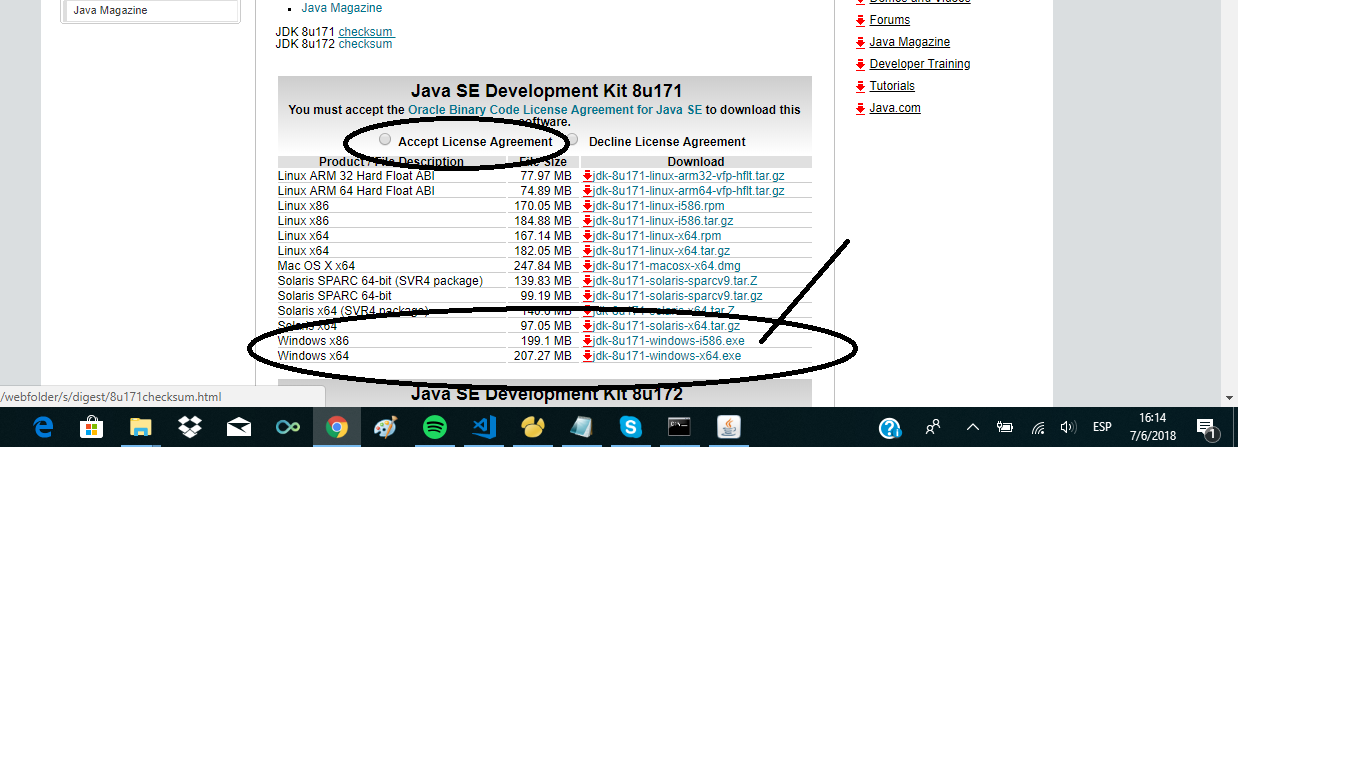 Java Magazine
Java Magazine
JDK 8u171 checksum
JDK 8u172 checksum
Java SE Development Kit 8u171
You must accept the Oracle Binary Code License Agreement for Java SE to download this
software.
Accept License Agreement Decline License Agreement
Product / File Description File Size Download
Linux ARM 32 Hard Float ABI 77.97 MB jdk-8u171-linux-arm32-vfp-hflt.tar.gz
Linux ARM 64 Hard Float ABI 74.89 MB jdk-8u171-linux-arm64-vfp-hflt.tar.gz
Linux x86 170.05 MB jdk-8u171-linux-i586.rpm
Linux x86 184.88 MB jdk-8u171-linux-i586.tar.gz
Linux x64 167.14 MB jdk-8u171-linux-x64.rpm
Linux x64 182.05 MB jdk-8u171-linux-x64.tar.gz
Mac OS X x64 247.84 MB jdk-8u171-macosx-x64.dmg
Solaris SPARC 64-bit (SVR4 package) 139.83 MB jdk-8u171-solaris-sparcv9.tar.Z
Solaris SPARC 64-bit 99.19 MB jdk-8u171-solaris-sparcv9.tar.gz
Solaris x64 (SVR4 package) 140.6 MB jdk-8u171-solaris-x64.tar.Z
Solaris x64 97.05 MB jdk-8u171-solaris-x64.tar.gz
Windows x86 199.1 MB jdk-8u171-windows-i586.exe
Windows x64 207.27 MB jdk-8u171-windows-x64.exe
Java SE Development Kit 8u172
Demos and Videos
Forums
Java Magazine
Developer Training
Tutorials
Java.com
/webfolder/s/digest/8u171checksum.html
ESP
16:14
7/6/2018
1